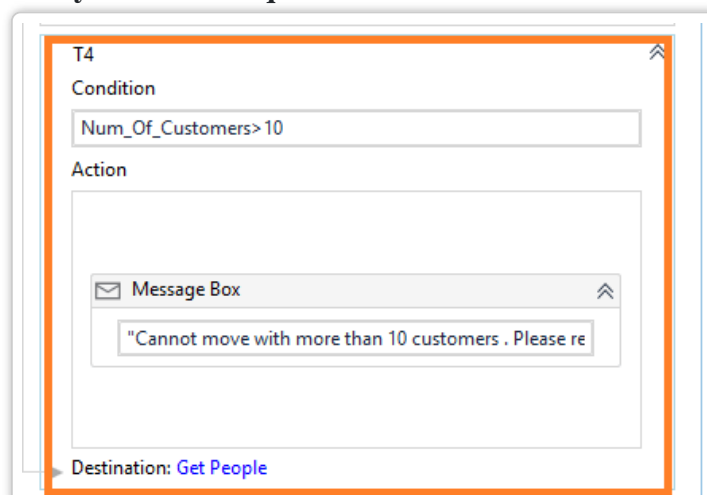 T4
Condition
Num_Of_Customers>10
Action
Message Box
"Cannot move with more than 10 customers . Please re
Destination: Get People